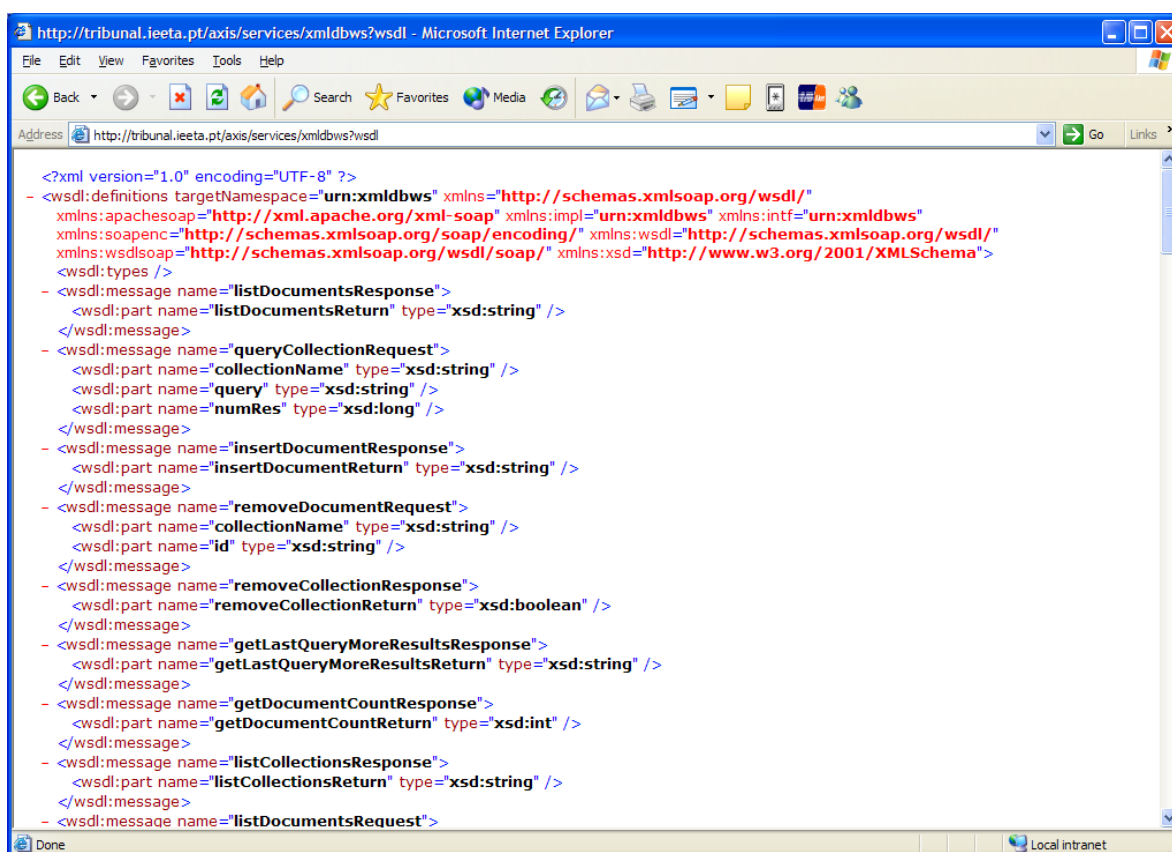 http://tribunal.ieeta.pt/axis/services/xmldbws?wsdl - Microsoft Internet Explorer
File Edit View Favorites Tools Help
Back Search Favorites Media
Address http://tribunal.ieeta.pt/axis/services/xmldbws?wsdl Go Links »
<?xml version="1.0" encoding="UTF-8" ?>
- <wsdl:definitions targetNamespace="urn:xmldbws" xmlns="http://schemas.xmlsoap.org/wsdl/"
xmlns:apachesoap="http://xml.apache.org/xml-soap" xmlns:impl="urn:xmldbws" xmlns:intf="urn:xmldbws"
xmlns:soapenc="http://schemas.xmlsoap.org/soap/encoding/" xmlns:wsdl="http://schemas.xmlsoap.org/wsdl/"
xmlns:wsdlsoap="http://schemas.xmlsoap.org/wsdl/soap/" xmlns:xsd="http://www.w3.org/2001/XMLSchema">
<wsdl:types />
- <wsdl:message name="listDocumentsResponse">
<wsdl:part name="listDocumentsReturn" type="xsd:string" />
</wsdl:message>
- <wsdl:message name="queryCollectionRequest">
<wsdl:part name="collectionName" type="xsd:string" />
<wsdl:part name="query" type="xsd:string" />
<wsdl:part name="numRes" type="xsd:long" />
</wsdl:message>
- <wsdl:message name="insertDocumentResponse">
<wsdl:part name="insertDocumentReturn" type="xsd:string" />
</wsdl:message>
- <wsdl:message name="removeDocumentRequest">
<wsdl:part name="collectionName" type="xsd:string" />
<wsdl:part name="id" type="xsd:string" />
</wsdl:message>
- <wsdl:message name="removeCollectionResponse">
<wsdl:part name="removeCollectionReturn" type="xsd:boolean" />
</wsdl:message>
- <wsdl:message name="getLastQueryMoreResultsResponse">
<wsdl:part name="getLastQueryMoreResultsReturn" type="xsd:string" />
</wsdl:message>
- <wsdl:message name="getDocumentCountResponse">
<wsdl:part name="getDocumentCountReturn" type="xsd:int" />
</wsdl:message>
- <wsdl:message name="listCollectionsResponse">
<wsdl:part name="listCollectionsReturn" type="xsd:string" />
</wsdl:message>
- <wsdl:message name="listDocumentsRequest">
Done Local intranet